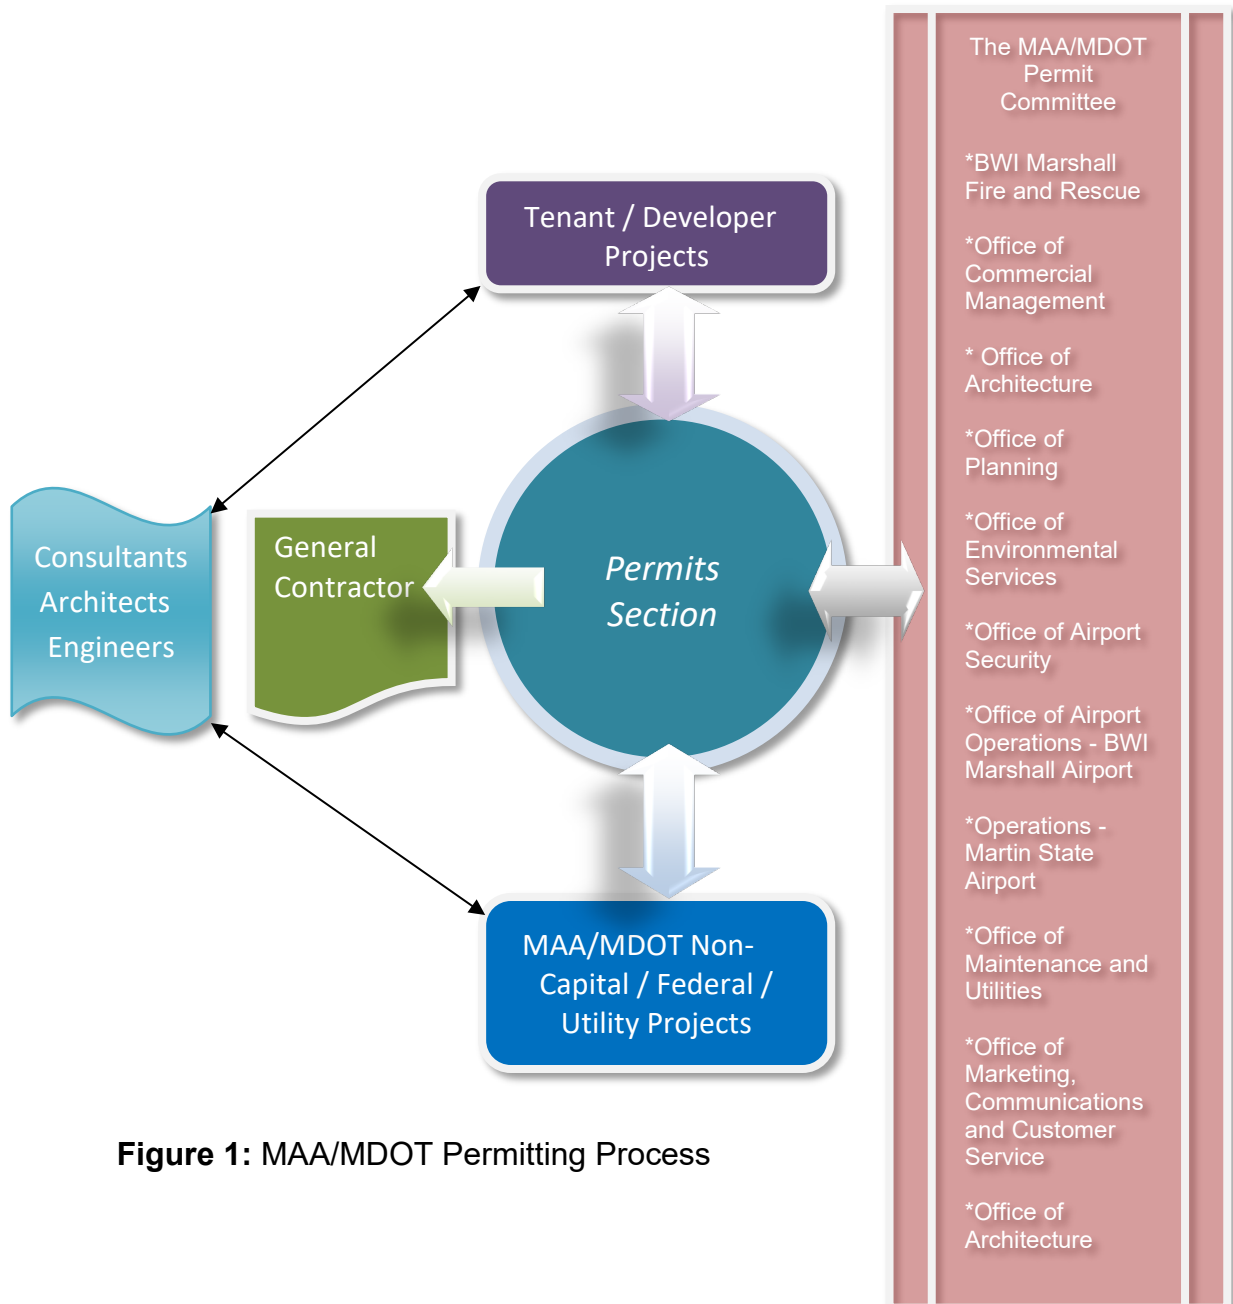 The MAA/MDOT
Permit
Committee
*BWI Marshall
Fire and Rescue
*Office of
Commercial
Management
* Office of
Architecture
*Office of
Planning
*Office of
Environmental
Services
*Office of Airport
Security
*Office of Airport
Operations - BWI
Marshall Airport
*Operations -
Martin State
Airport
*Office of
Maintenance and
Utilities
*Office of
Marketing,
Communications
and Customer
Service
*Office of
Architecture
Tenant / Developer
Projects
Consultants
Architects
Engineers
General
Contractor
Permits
Section
MAA/MDOT Non-
Capital / Federal /
Utility Projects
Figure 1: MAA/MDOT Permitting Process